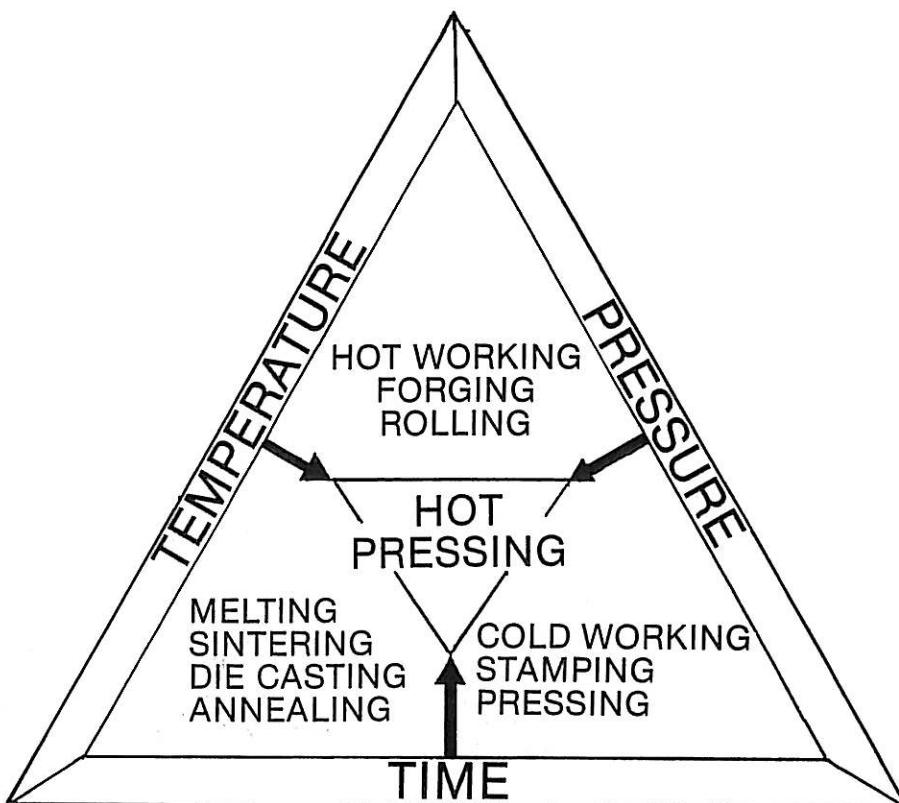 TEMPERATURE
PRESSURE
HOT WORKING
FORGING
ROLLING
HOT
PRESSING
MELTING
SINTERING
DIE CASTING
ANNEALING
COLD WORKING
STAMPING
PRESSING
TIME